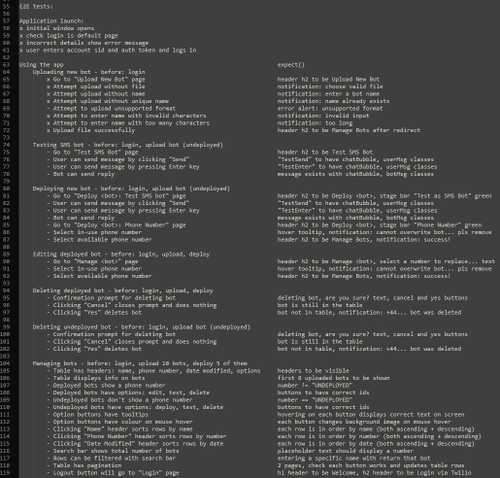 55 E2E tests:
56
57 Application launch:
58 x initial window opens
59 x check login is default page
60 x incorrect details show error message
61 x user enters account sid and auth token and logs in
62
63 Using the app expect()
64 Uploading new bot - before: login
65 x Go to "Upload New Bot" page header h2 to be Upload New Bot
66 x Attempt upload without file notification: choose valid file
67 x Attempt upload without name notification: enter a bot name
68 x Attempt upload without unique name notification: name already exists
69 x Attempt to upload unsupported format error alert: unsupported format
70 x Attempt to enter name with invalid characters notification: invalid input
71 x Attempt to enter name with too many characters notification: too long
72 x Upload file successfully header h2 to be Manage Bots after redirect
73
74 Testing SMS bot - before: login, upload bot (undeployed)
75 - Go to "Test SMS Bot" page header h2 to be Test SMS Bot
76 - User can send message by clicking "Send" "TestSend" to have chatBubble, userMsg classes
77 - User can send message by pressing Enter key "TestEnter" to have chatBubble, userMsg classes
78 - Bot can send reply message exists with chatBubble, botMsg classes
79
80 Deploying new bot - before: login, upload bot (undeployed)
81 - Go to "Deploy <bot>: Test SMS bot" page header h2 to be Deploy <bot>, stage bar "Test as SMS Bot" green
82 - User can send message by clicking "Send" "TestSend" to have chatBubble, userMsg classes
83 - User can send message by pressing Enter key "TestEnter" to have chatBubble, userMsg classes
84 - Bot can send reply message exists with chatBubble, botMsg classes
85 - Go to "Deploy <bot>: Phone Number" page header h2 to be Deploy <bot>, stage bar "Phone Number" green
86 - Select in-use phone number hover tooltip, notification: cannot overwrite bot... pls remove
87 - Select available phone number header h2 to be Manage Bots, notification: success!
88
89 Editing deployed bot - before: login, upload, deploy
90 - Go to "Manage <bot>" page header h2 to be Manage <bot>, select a number to replace... text
91 - Select in-use phone number hover tooltip, notification: cannot overwrite bot... pls remove
92 - Select available phone number header h2 to be Manage Bots, notification: success!
93
94 Deleting deployed bot - before: login, upload, deploy
95 - Confirmation prompt for deleting bot deleting bot, are you sure? text, cancel and yes buttons
96 - Clicking "Cancel" closes prompt and does nothing bot is still in the table
97 - Clicking "Yes" deletes bot bot not in table, notification: +44... bot was deleted
98
99 Deleting undeployed bot - before: login, upload bot (undeployed)
100 - Confirmation prompt for deleting bot deleting bot, are you sure? text, cancel and yes buttons
101 - Clicking "Cancel" closes prompt and does nothing bot is still in the table
102 - Clicking "Yes" deletes bot bot not in table, notification: +44... bot was deleted
103
104 Managing bots - before: login, upload 10 bots, deploy 5 of them
105 - Table has headers: name, phone number, date modified, options headers to be visible
106 - Table displays info on bots first 8 uploaded bots to be shown
107 - Deployed bots show a phone number number != "UNDEPLOYED"
108 - Deployed bots have options: edit, test, delete buttons to have correct ids
109 - Undeployed bots don't show a phone number number = "UNDEPLOYED"
110 - Undeployed bots have options: deploy, test, delete buttons to have correct ids
111 - Option buttons have tooltips hovering on each button displays correct text on screen
112 - Option buttons have colour on mouse hover each button changes background image on mouse hover
113 - Clicking "Name" header sorts rows by name each row is in order by name (both ascending + descending)
114 - Clicking "Phone Number" header sorts rows by number each row is in order by number (both ascending + descending)
115 - Clicking "Date Modified" header sorts rows by date each row is in order by date (both ascending + descending)
116 - Search bar shows total number of bots placeholder text should display a number
117 - Rows can be filtered with search bar entering a specific name with return that bot
118 - Table has pagination 2 pages, check each button works and updates table rows
119 - Logout button will go to "Login" page h1 header to be Welcome, h2 header to be Login via Twilio